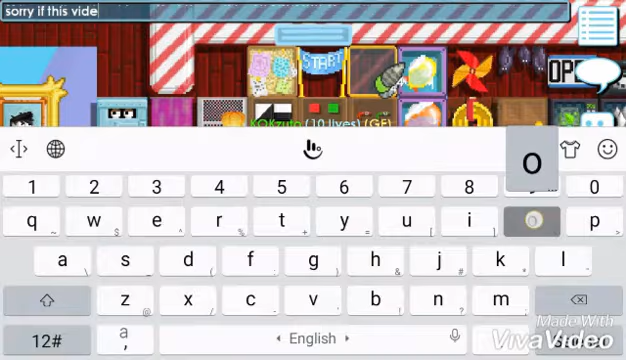 sorry if this vide
START
OPE
KOKzuto (10 lives) (GF)
o
1 2 3 4 5 6 7 8 9 0
q w e r t y u i p
a s d f g h j k l
z x c v b n m
12# a , English
Made With
VivaVideo